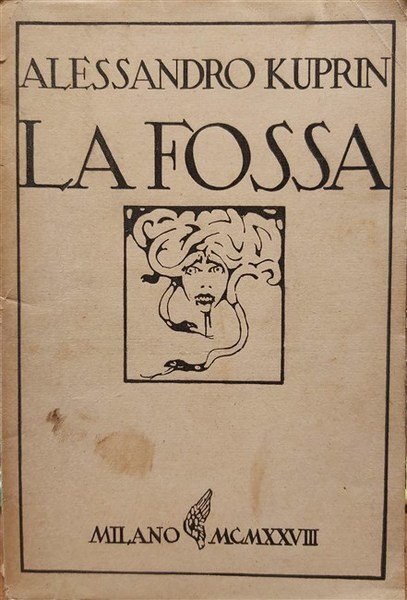 ALESSANDRO KUPRIN
LA FOSSA
MILANO MCMXXVIII